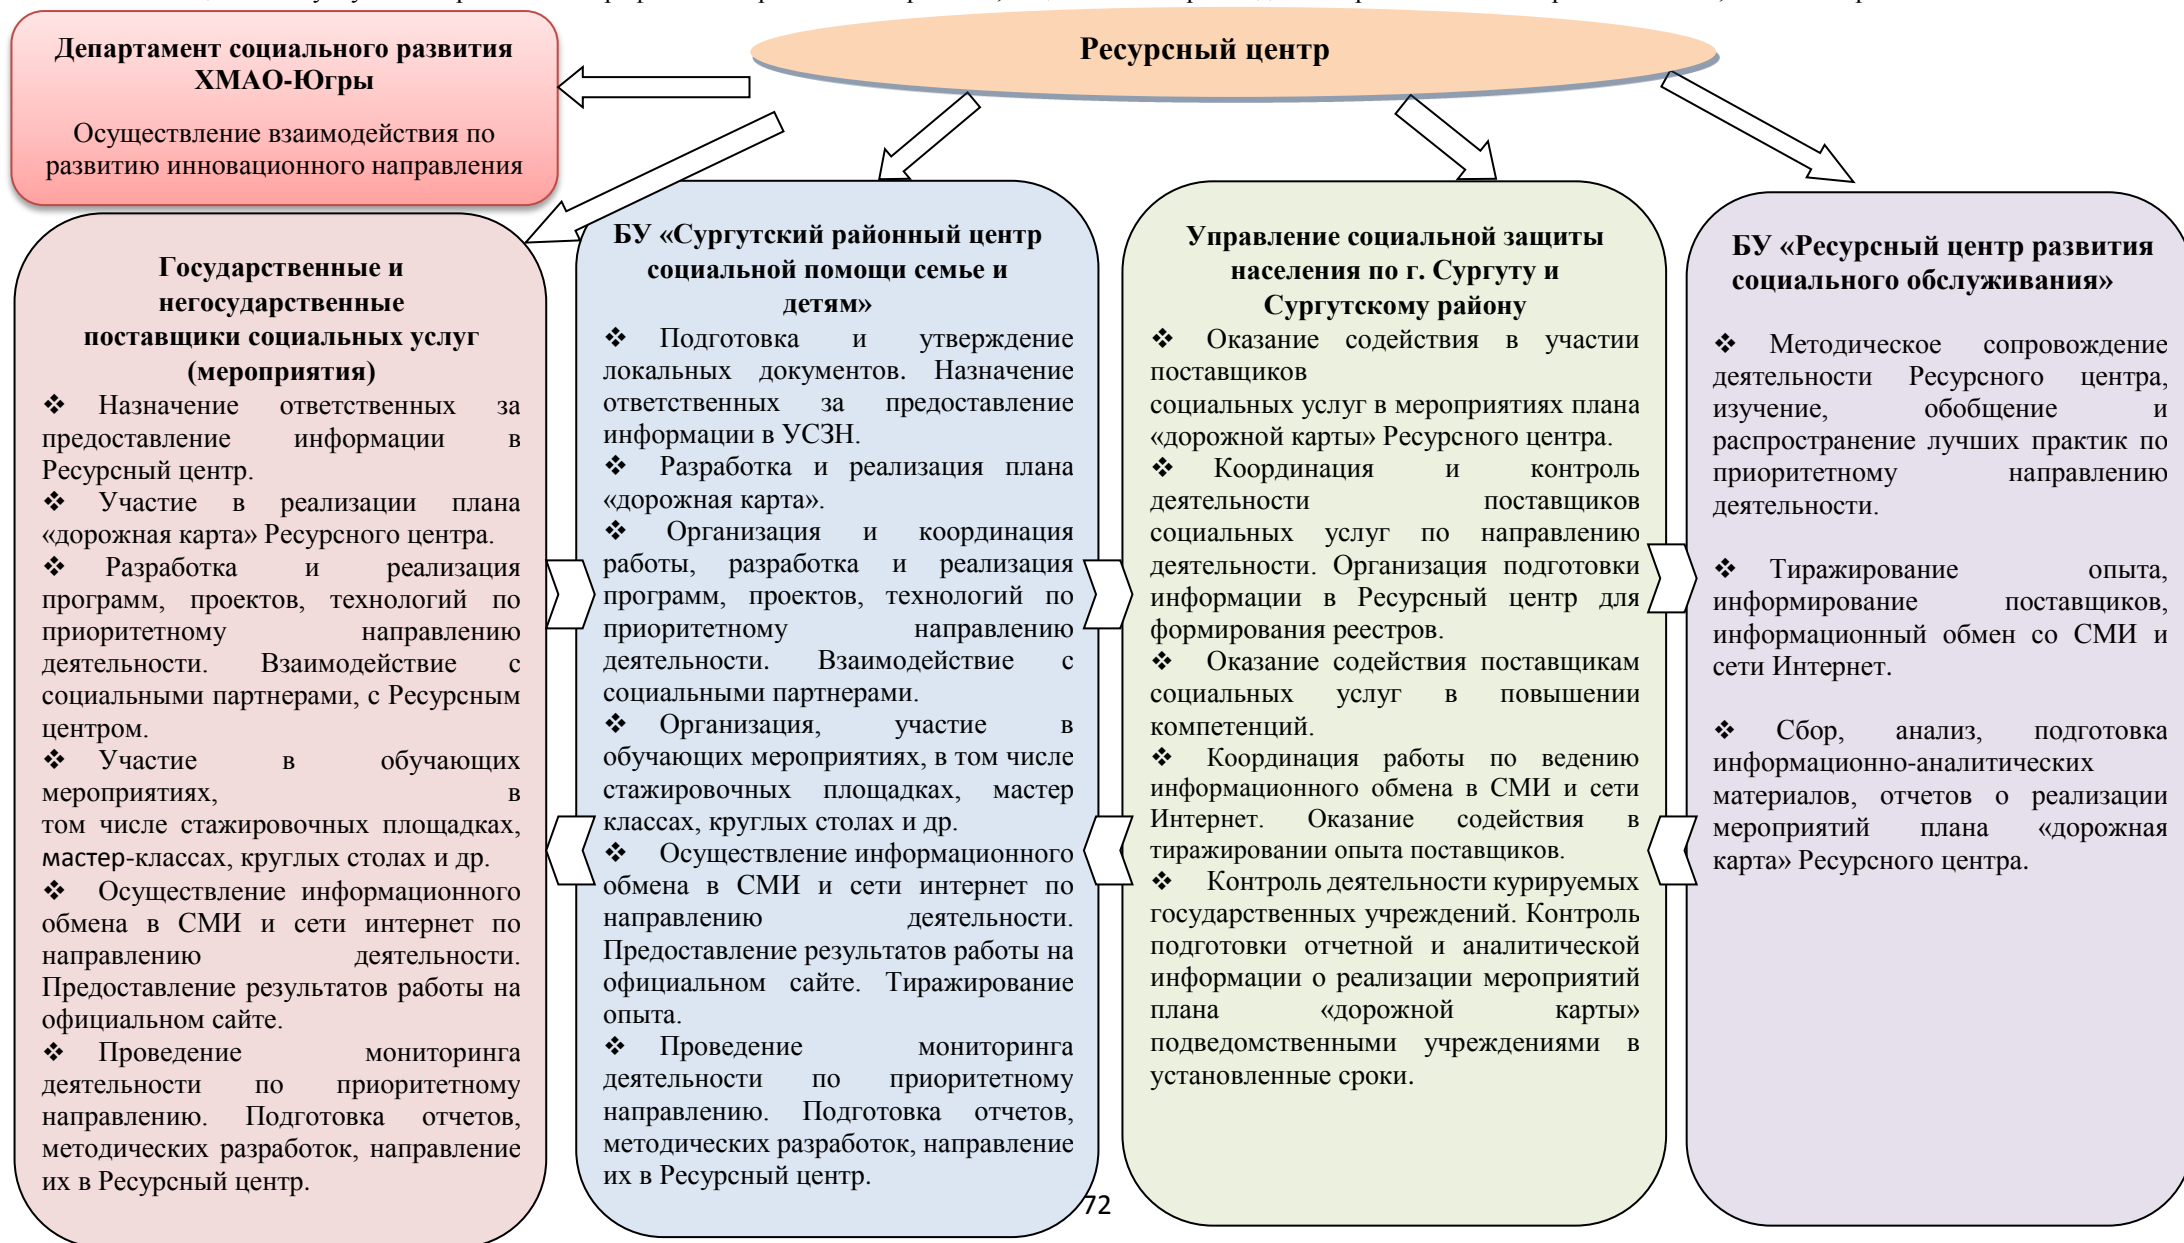 Ресурсный центр
Департамент социального развития
ХМАО-Югры
Осуществление взаимодействия по
развитию инновационного направления
Государственные и
негосударственные
поставщики социальных услуг
(мероприятия)
❖ Назначение ответственных за
предоставление информации в
Ресурсный центр.
❖ Участие в реализации плана
«дорожная карта» Ресурсного центра.
❖ Разработка и реализация
программ, проектов, технологий по
приоритетному направлению
деятельности. Взаимодействие с
социальными партнерами, с Ресурсным
центром.
❖ Участие в обучающих
мероприятиях, в
том числе стажировочных площадках,
мастер-классах, круглых столах и др.
❖ Осуществление информационного
обмена в СМИ и сети интернет по
направлению деятельности.
Предоставление результатов работы на
официальном сайте.
❖ Проведение мониторинга
деятельности по приоритетному
направлению. Подготовка отчетов,
методических разработок, направление
их в Ресурсный центр.
БУ «Сургутский районный центр
социальной помощи семье и
детям»
❖ Подготовка и утверждение
локальных документов. Назначение
ответственных за предоставление
информации в УСЗН.
❖ Разработка и реализация плана
«дорожная карта».
❖ Организация и координация
работы, разработка и реализация
программ, проектов, технологий по
приоритетному направлению
деятельности. Взаимодействие с
социальными партнерами.
❖ Организация, участие в
обучающих мероприятиях, в том числе
стажировочных площадках, мастер
классах, круглых столах и др.
❖ Осуществление информационного
обмена в СМИ и сети интернет по
направлению деятельности.
Предоставление результатов работы на
официальном сайте. Тиражирование
опыта.
❖ Проведение мониторинга
деятельности по приоритетному
направлению. Подготовка отчетов,
методических разработок, направление
их в Ресурсный центр.
Управление социальной защиты
населения по г. Сургуту и
Сургутскому району
❖ Оказание содействия в участии
поставщиков
социальных услуг в мероприятиях плана
«дорожной карты» Ресурсного центра.
❖ Координация и контроль
деятельности поставщиков
социальных услуг по направлению
деятельности. Организация подготовки
информации в Ресурсный центр для
формирования реестров.
❖ Оказание содействия поставщикам
социальных услуг в повышении
компетенций.
❖ Координация работы по ведению
информационного обмена в СМИ и сети
Интернет. Оказание содействия в
тиражировании опыта поставщиков.
❖ Контроль деятельности курируемых
государственных учреждений. Контроль
подготовки отчетной и аналитической
информации о реализации мероприятий
плана «дорожной карты»
подведомственными учреждениями в
установленные сроки.
БУ «Ресурсный центр развития
социального обслуживания»
❖ Методическое сопровождение
деятельности Ресурсного центра,
изучение, обобщение и
распространение лучших практик по
приоритетному направлению
деятельности.
❖ Тиражирование опыта,
информирование поставщиков,
информационный обмен со СМИ и
сети Интернет.
❖ Сбор, анализ, подготовка
информационно-аналитических
материалов, отчетов о реализации
мероприятий плана «дорожная
карта» Ресурсного центра.
72